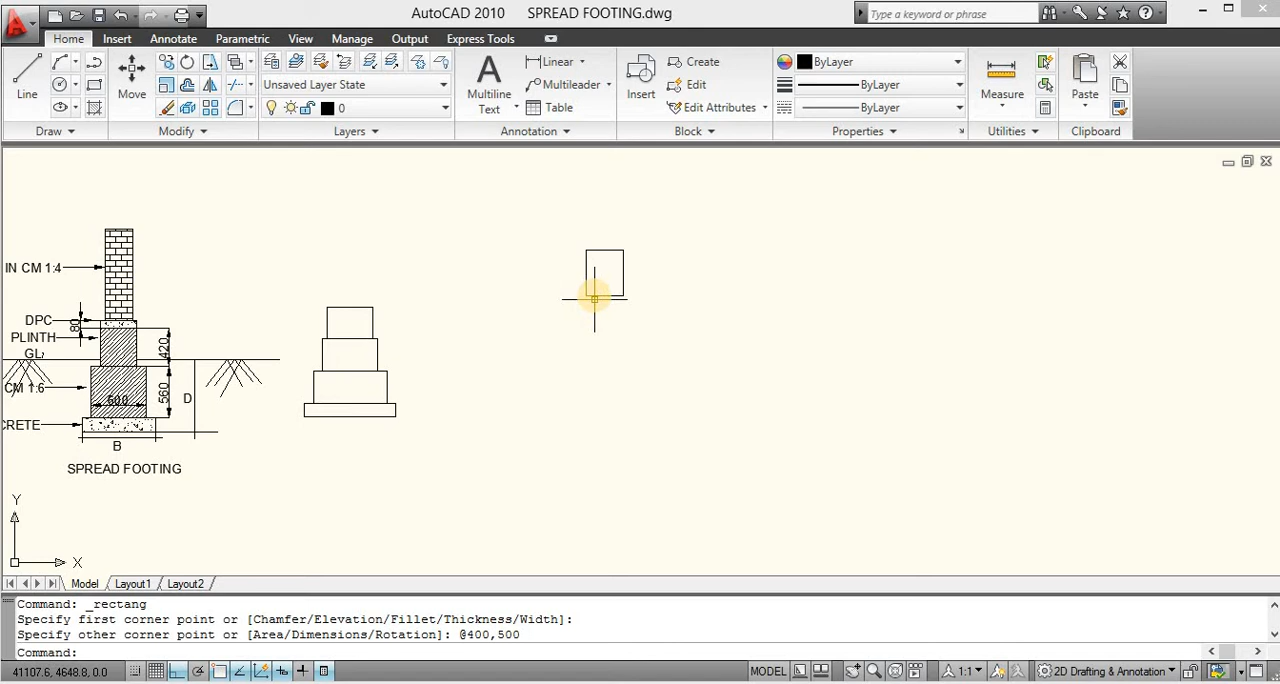 AutoCAD 2010 SPREAD FOOTING.dwg
Type a keyword or phrase
Home Insert Annotate Parametric View Manage Output Express Tools
Line
Move
Unsaved Layer State
0
Multiline Text
Linear
Multileader
Table
Insert
Create
Edit
Edit Attributes
ByLayer
ByLayer
ByLayer
Measure
Paste
Draw Modify Layers Annotation Block Properties Utilities Clipboard
IN CM 1:4
DPC
80
PLINTH
GL
420
CM 1:6
560
600
D
CRETE
B
SPREAD FOOTING
Y
X
Model Layout1 Layout2
Command: _rectang
Specify first corner point or [Chamfer/Elevation/Fillet/Thickness/Width]:
Specify other corner point or [Area/Dimensions/Rotation]: @400,500
Command:
41107.6, 4648.8, 0.0
MODEL
1:1
2D Drafting & Annotation